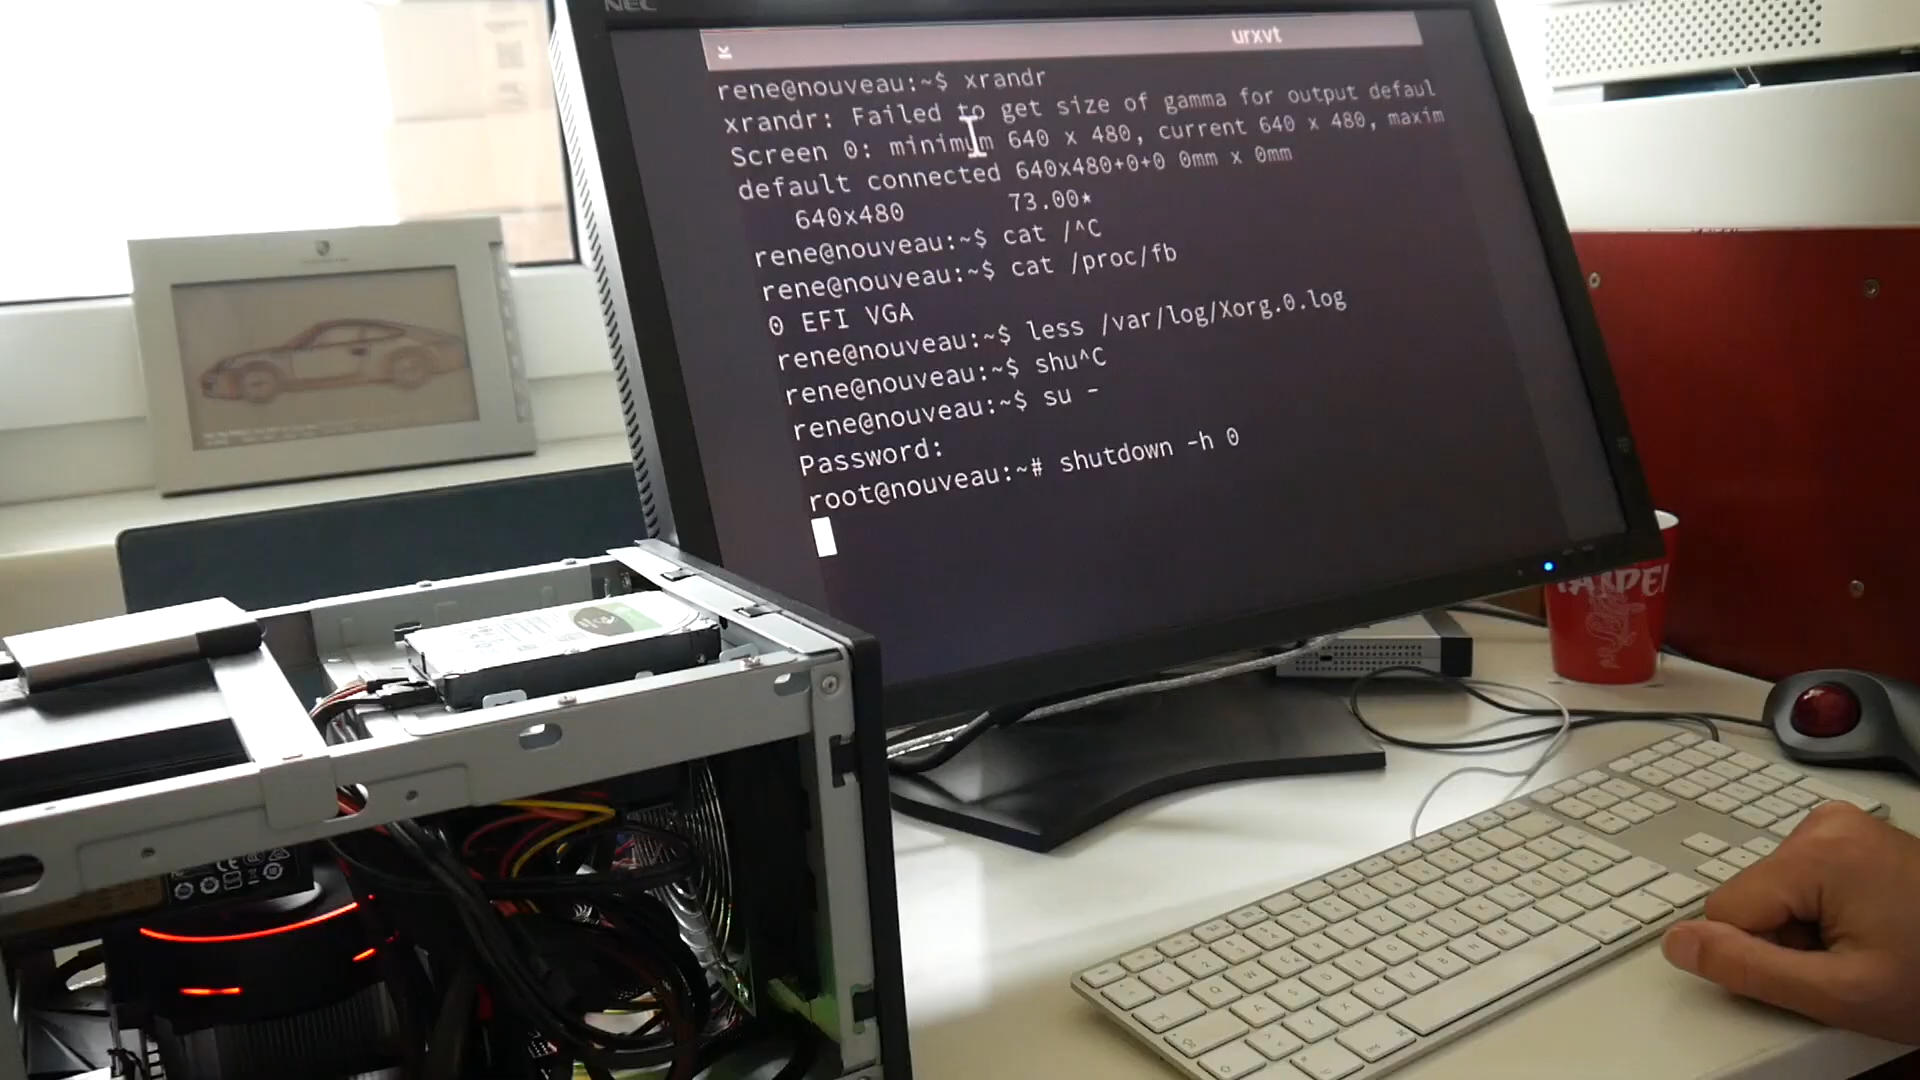 NEC
urxvt
rene@nouveau:~$ xrandr
xrandr: Failed to get size of gamma for output defaul
Screen 0: minimum 640 x 480, current 640 x 480, maxim
default connected 640x480+0+0 0mm x 0mm
640x480 73.00*
rene@nouveau:~$ cat /^C
rene@nouveau:~$ cat /proc/fb
0 EFI VGA
rene@nouveau:~$ less /var/log/Xorg.0.log
rene@nouveau:~$ shu^C
rene@nouveau:~$ su -
Password:
root@nouveau:~# shutdown -h 0